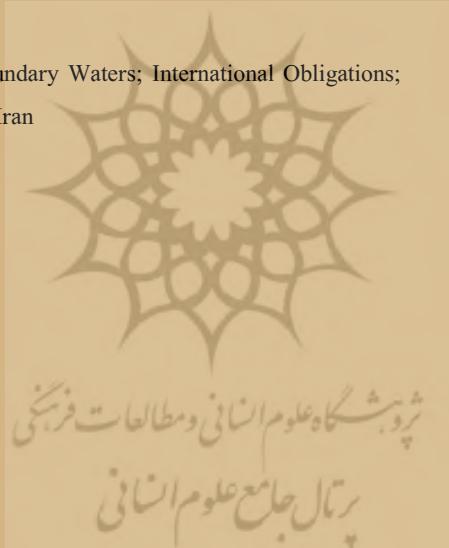 undary Waters; International Obligations;
Iran
پژوهشگاه علوم انسانی و مطالعات فرهنگی
پرتال جامع علوم انسانی